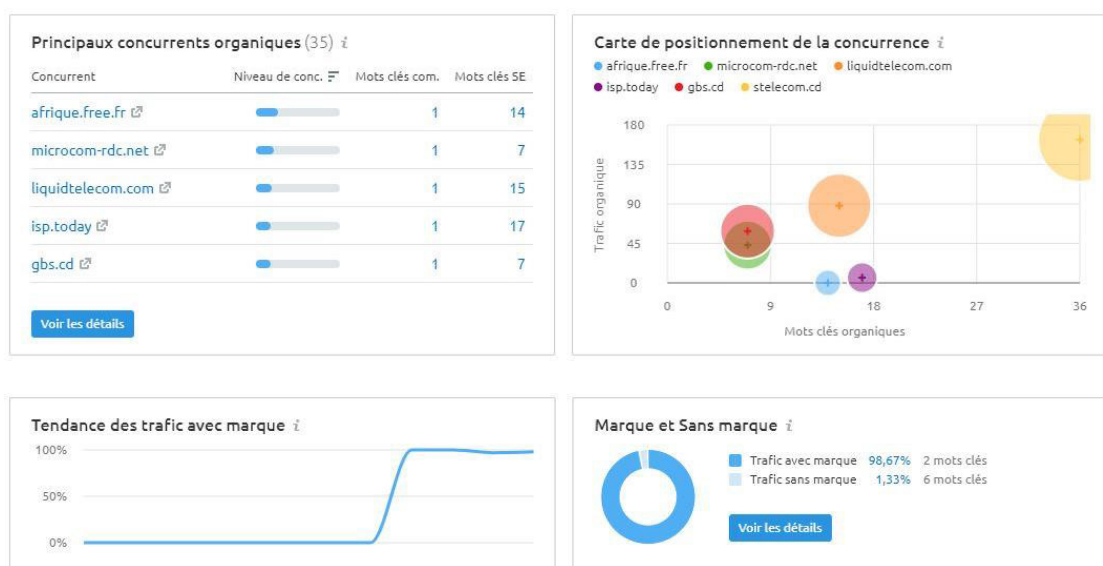 Principaux concurrents organiques (35) i
Concurrent Niveau de conc. Mots clés com. Mots clés SE
afrique.free.fr 1 14
microcom-rdc.net 1 7
liquidtelecom.com 1 15
isp.today 1 17
gbs.cd 1 7
Voir les détails
Carte de positionnement de la concurrence i
afrique.free.fr microcom-rdc.net liquidtelecom.com
isp.today gbs.cd stelecom.cd
Trafic organique
180
135
90
45
0
0 9 18 27 36
Mots clés organiques
Tendance des trafic avec marque i
100%
50%
0%
Marque et Sans marque i
Trafic avec marque 98,67% 2 mots clés
Trafic sans marque 1,33% 6 mots clés
Voir les détails